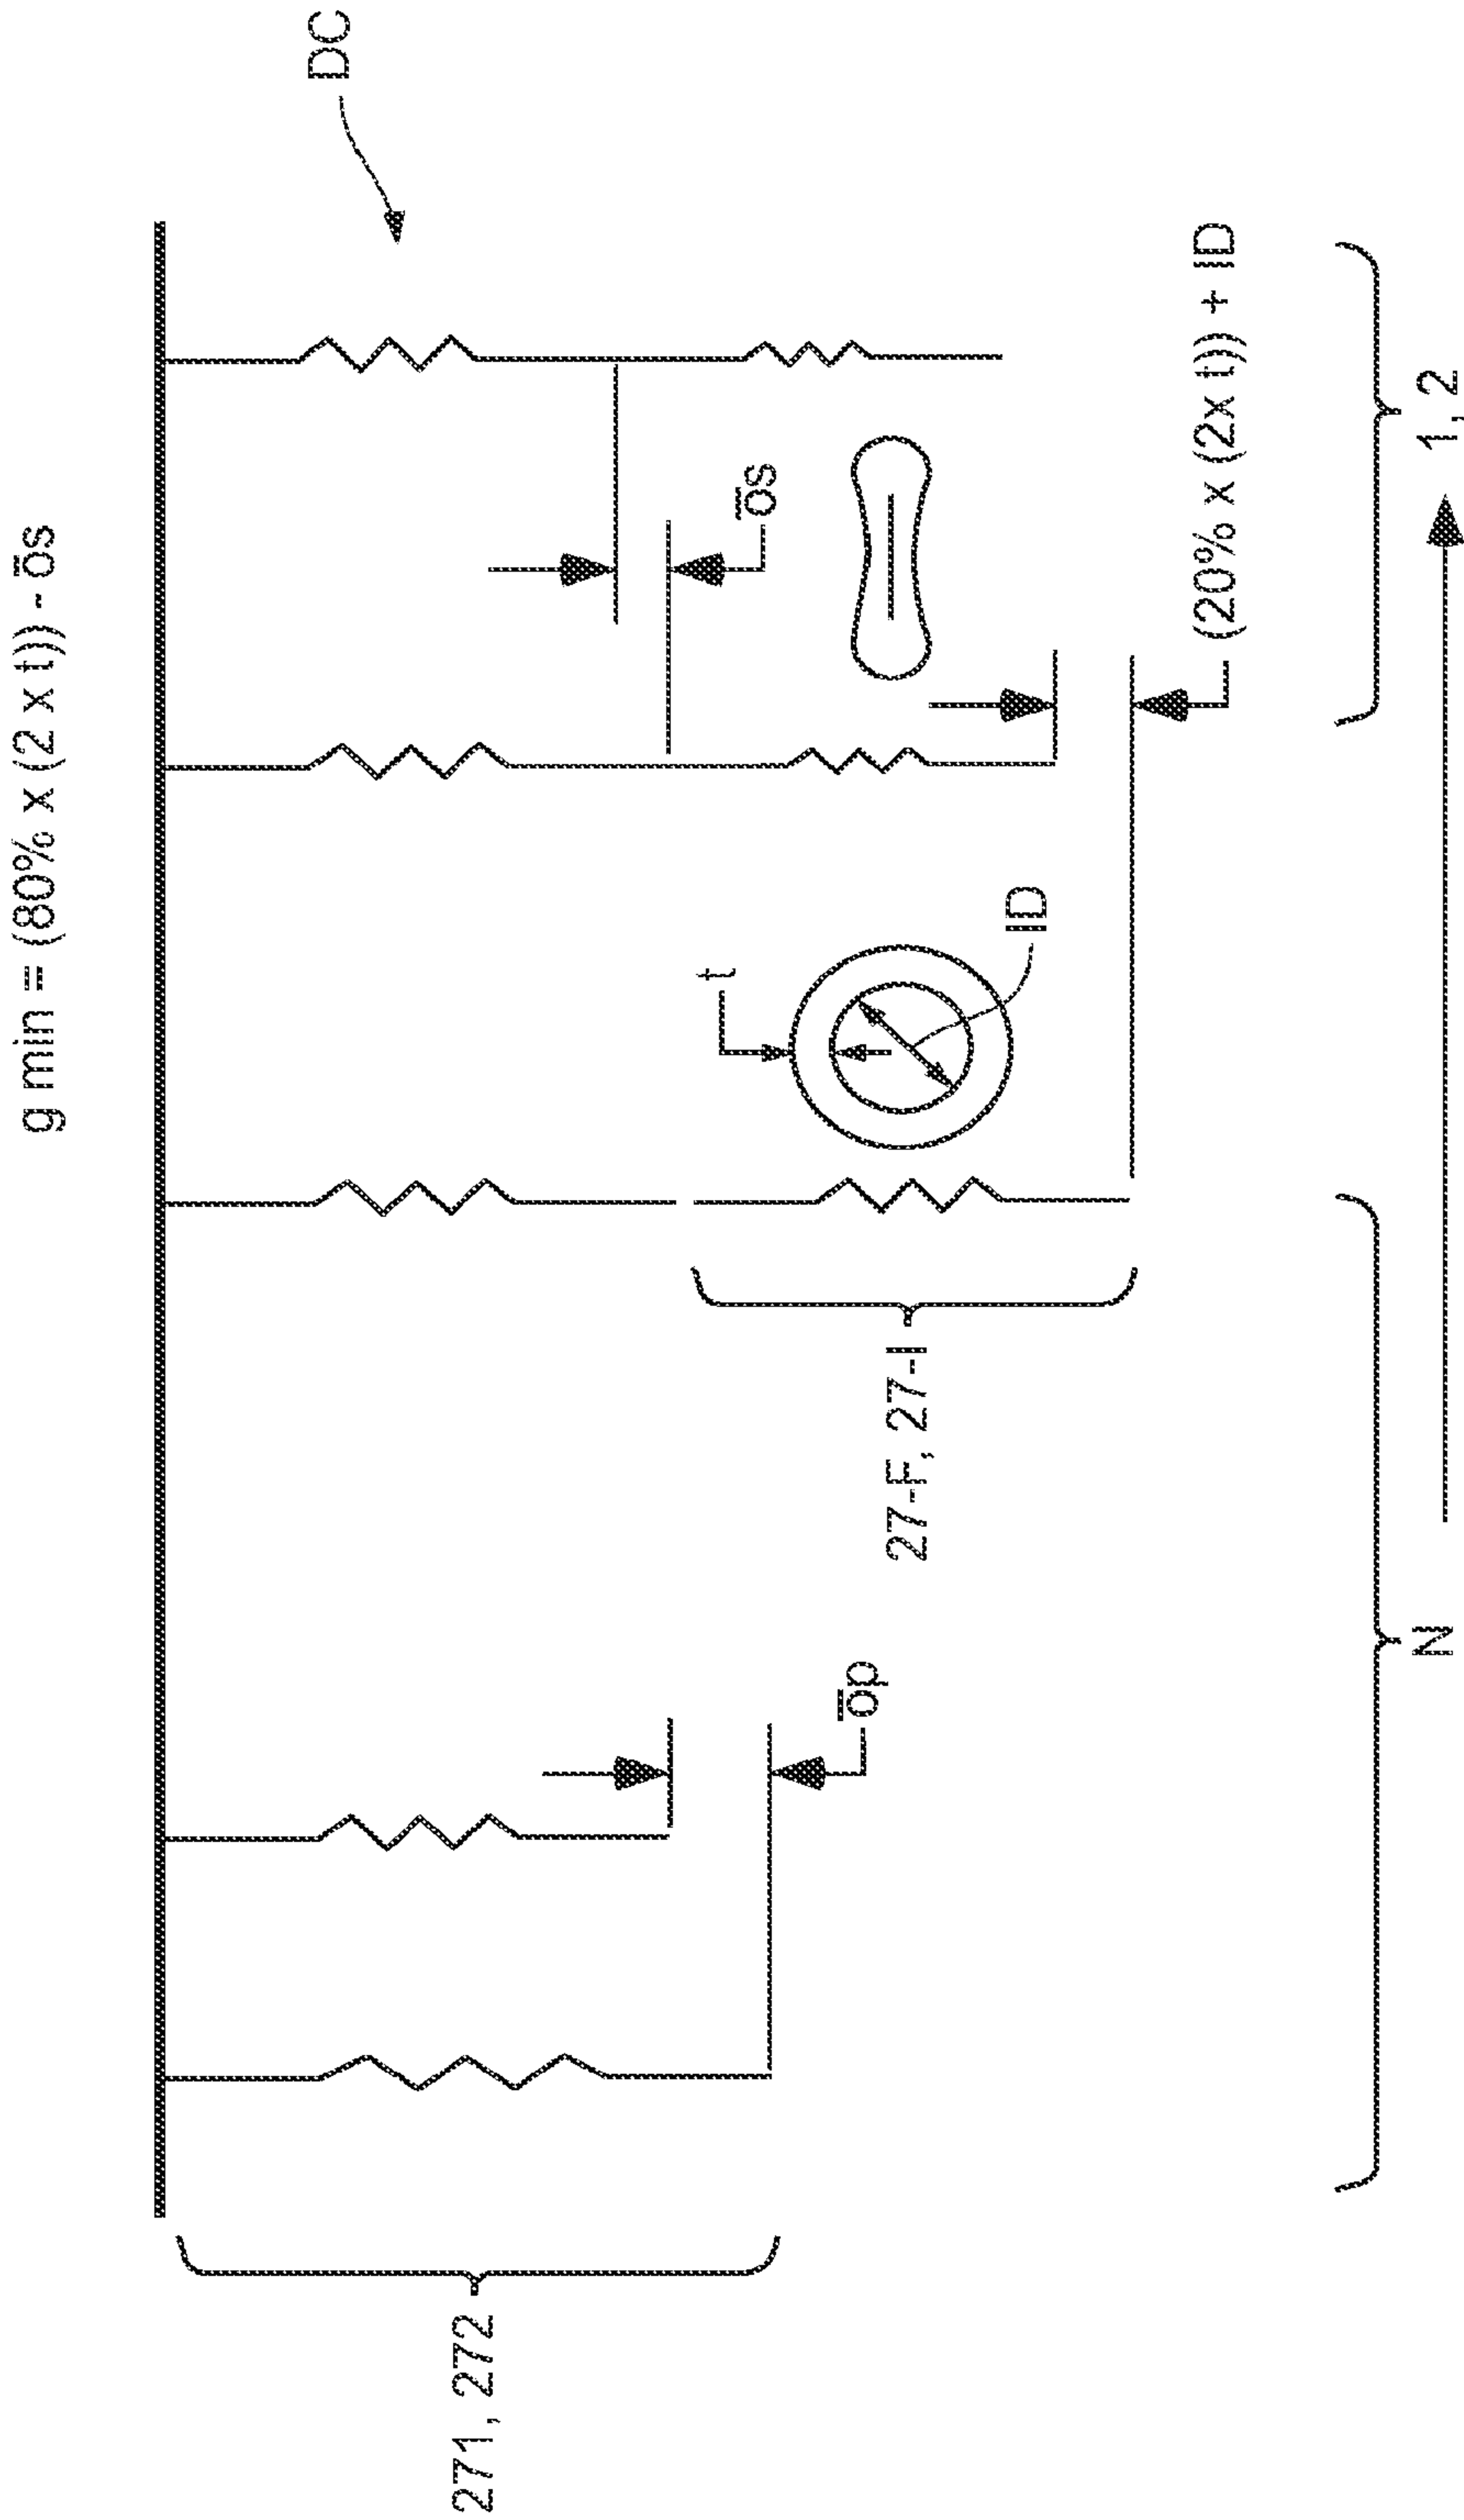 g min = (80% x (2 x t)) - ōs
DC
271, 272
ōp
ōs
t
ID
27-F, 27-I
(20% x (2x t)) + ID
N
1, 2